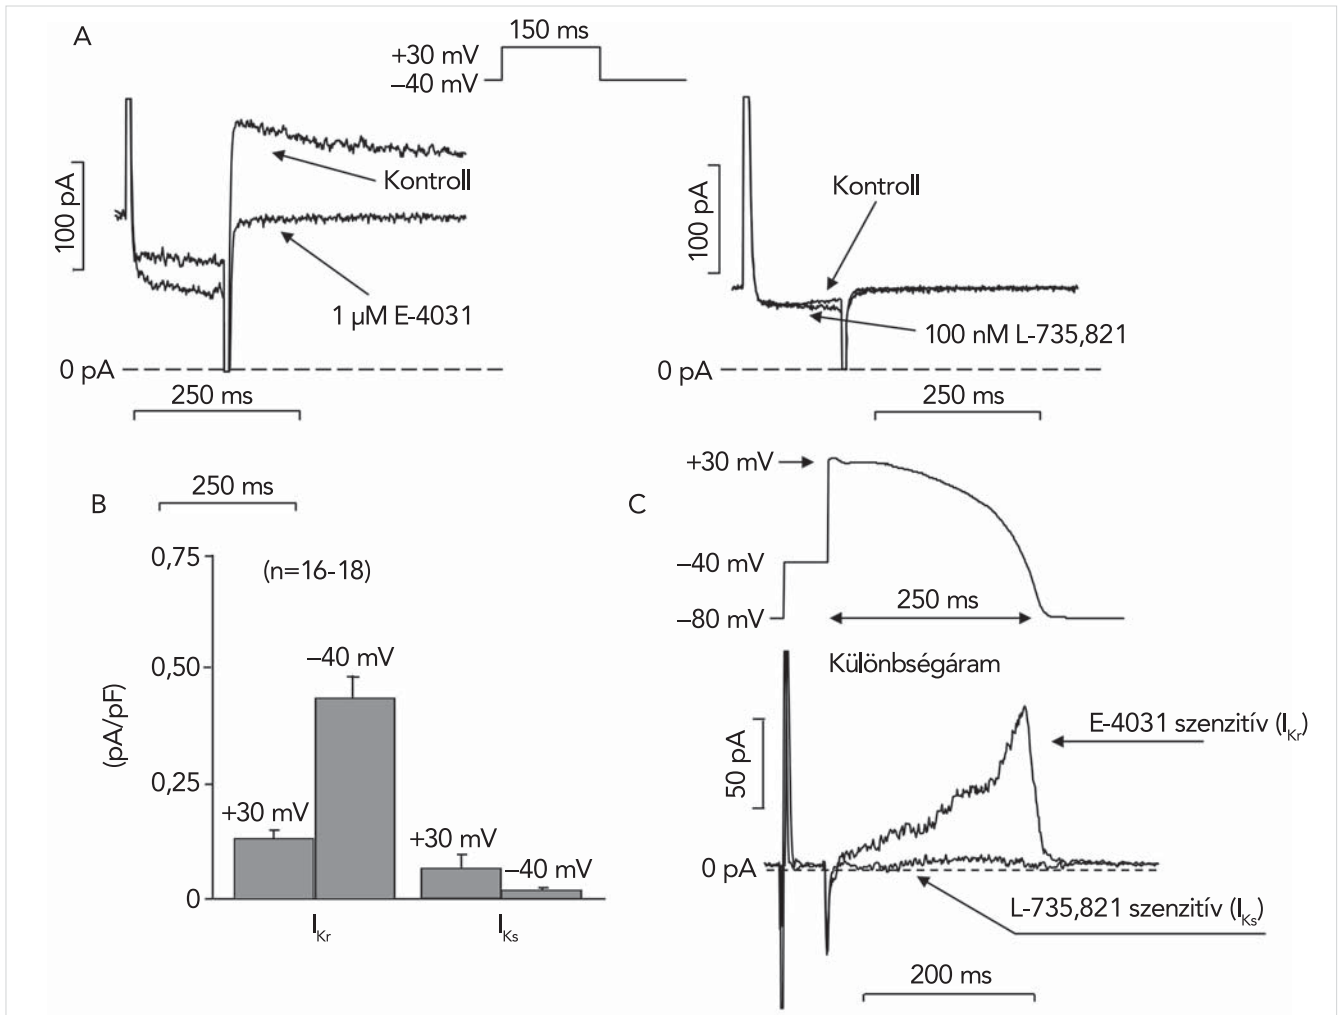 A
150 ms
+30 mV
–40 mV
100 pA
Kontroll
1 µM E-4031
0 pA
250 ms
100 pA
Kontroll
100 nM L-735,821
0 pA
250 ms
B
250 ms
0,75
0,50
0,25
0
(pA/pF)
(n=16-18)
+30 mV
–40 mV
+30 mV
–40 mV
IKr
IKs
C
+30 mV
–40 mV
–80 mV
250 ms
Különbségáram
50 pA
0 pA
E-4031 szenzitív (IKr)
L-735,821 szenzitív (IKs)
200 ms